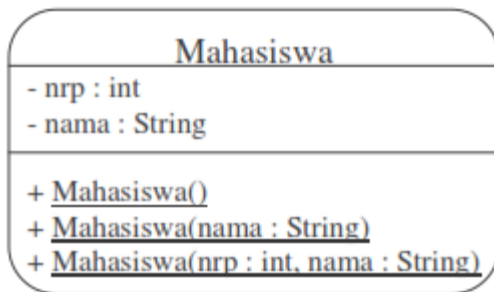 Mahasiswa
- nrp : int
- nama : String
+ Mahasiswa()
+ Mahasiswa(nama : String)
+ Mahasiswa(nrp : int, nama : String)